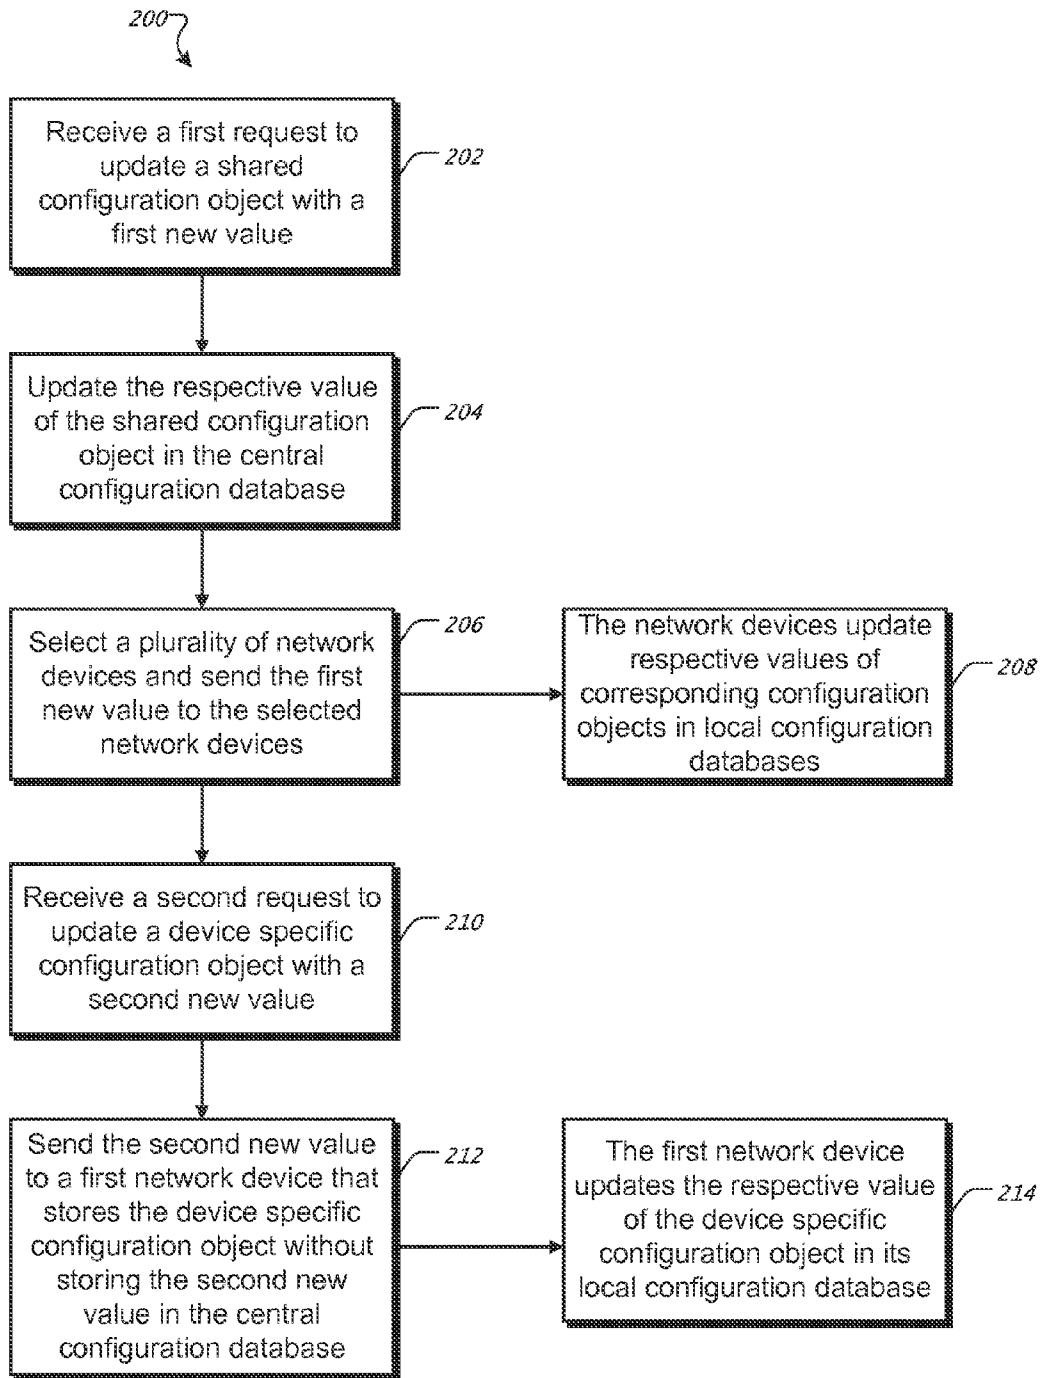 200
Receive a first request to
update a shared
configuration object with a
first new value
202
Update the respective value
of the shared configuration
object in the central
configuration database
204
Select a plurality of network
devices and send the first
new value to the selected
network devices
206
The network devices update
respective values of
corresponding configuration
objects in local configuration
databases
208
Receive a second request to
update a device specific
configuration object with a
second new value
210
Send the second new value
to a first network device that
stores the device specific
configuration object without
storing the second new
value in the central
configuration database
212
The first network device
updates the respective value
of the device specific
configuration object in its
local configuration database
214